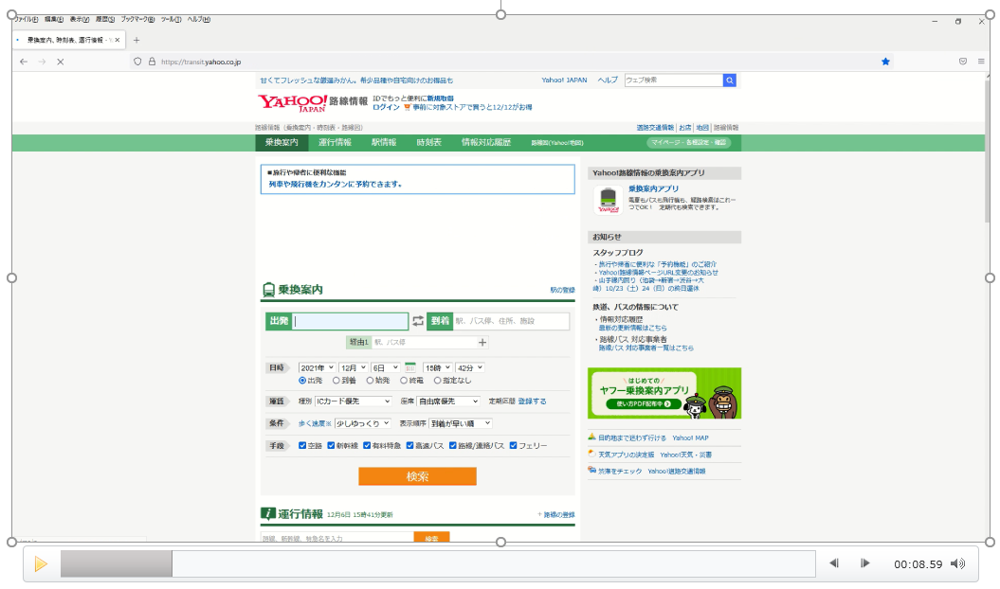 ファイル(F) 編集(E) 表示(V) 履歴(S) ブックマーク(B) ツール(T) ヘルプ(H)
乗換案内、時刻表、運行情報 - Y
https://transit.yahoo.co.jp
甘くてフレッシュな厳選みかん。希少品種や自宅向けのお得品も
Yahoo! JAPAN ヘルプ ウェブ検索
YAHOO! JAPAN 路線情報
IDでもっと便利に新規取得
ログイン 事前に対象ストアで買うと12/12がお得
路線情報（乗換案内・時刻表・路線図）
道路交通情報 お店 地図 路線情報
乗換案内 運行情報 駅情報 時刻表 情報対応履歴 路線図(Yahoo!地図)
マイページ - 各種設定・確認
■旅行や帰省に便利な機能
列車や飛行機をカンタンに予約できます。
乗換案内
駅の登録
出発
到着 駅、バス停、住所、施設
経由1 駅、バス停
日時 2021年 12月 6日 15時 42分
出発 到着 始発 終電 指定なし
種別 ICカード優先 座席 自由席優先 定期区間 登録する
条件 歩く速度※ 少しゆっくり 表示順序 到着が早い順
手段 空路 新幹線 有料特急 高速バス 路線/連絡バス フェリー
検索
運行情報 12月6日 15時41分更新
+ 路線の登録
路線、新幹線、特急名を入力
検索
Yahoo!路線情報の乗換案内アプリ
乗換案内アプリ
電車もバスも飛行機も、経路検索はこれ一
つでOK！ 定期代も検索できます。
お知らせ
スタッフブログ
・旅行や帰省に便利な「予約機能」のご紹介
・Yahoo!路線情報ページURL変更のお知らせ
・山手線内回り（池袋→新宿→渋谷→大
崎）10/23（土）24（日）の終日運休
鉄道、バスの情報について
・情報対応履歴
最新の更新情報はこちら
・路線バス 対応事業者
路線バス 対応事業者一覧はこちら
はじめての
ヤフー乗換案内アプリ
使い方PDF配布中
目的地まで迷わず行ける Yahoo! MAP
天気アプリの決定版 Yahoo!天気・災害
渋滞をチェック Yahoo!道路交通情報
00:08.59